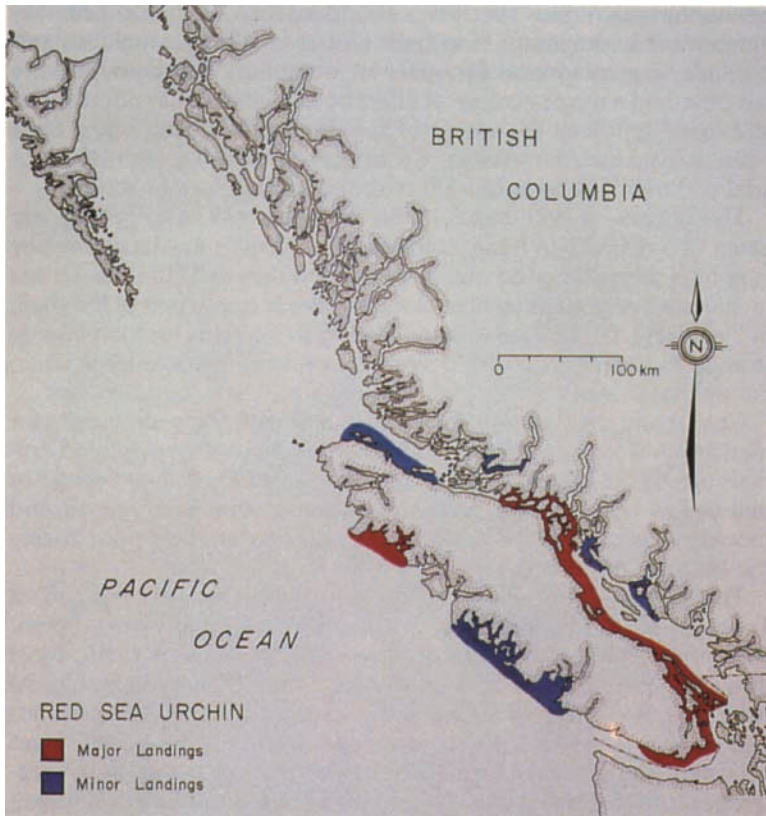 BRITISH
COLUMBIA
N
0 100 km
PACIFIC
OCEAN
RED SEA URCHIN
Major Landings
Minor Landings